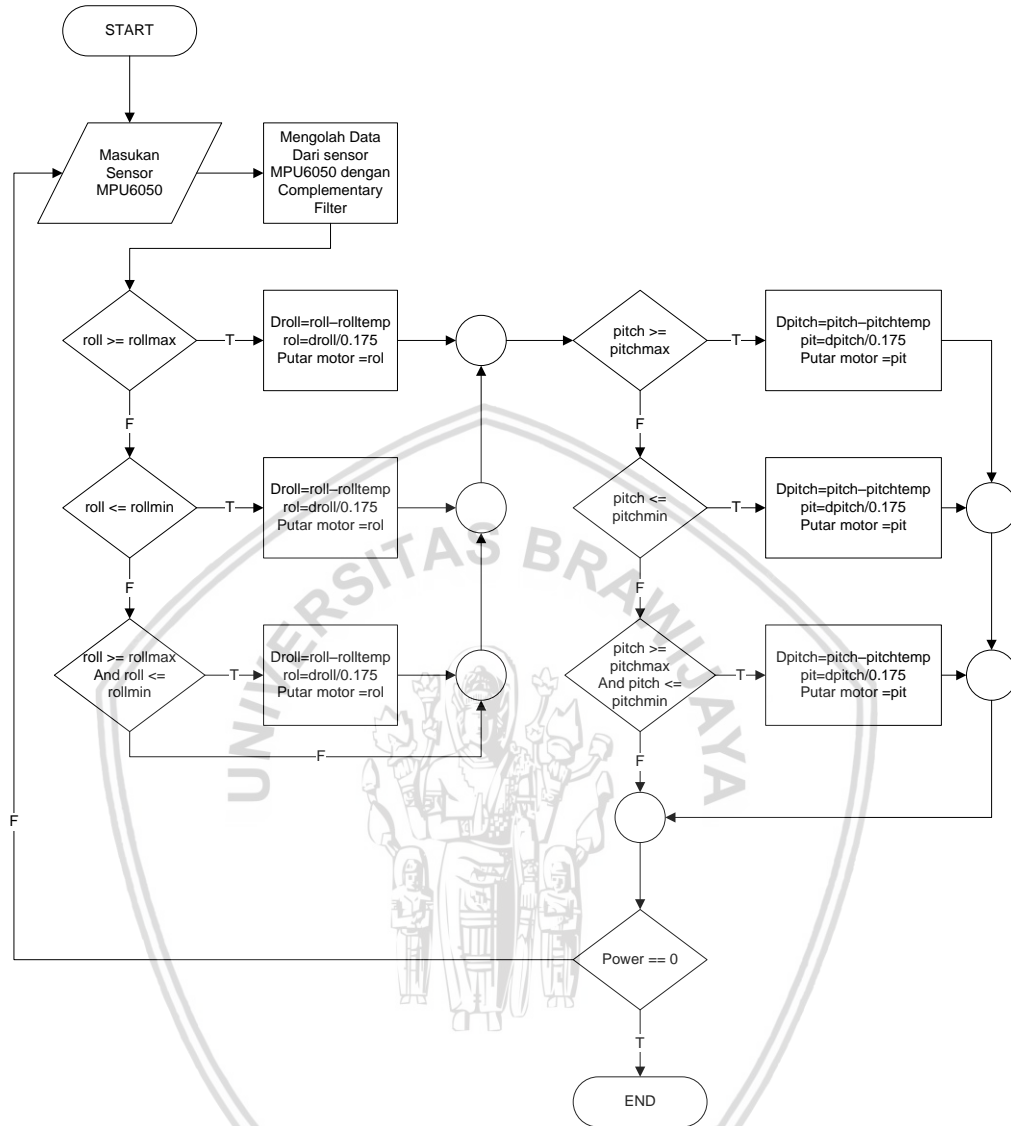 START
Masukan
Sensor
MPU6050
Mengolah Data
Dari sensor
MPU6050 dengan
Complementary
Filter
roll >= rollmax
T
Droll=roll–rolltemp
rol=droll/0.175
Putar motor =rol
pitch >=
pitchmax
T
Dpitch=pitch–pitchtemp
pit=dpitch/0.175
Putar motor =pit
F
F
roll <= rollmin
T
Droll=roll–rolltemp
rol=droll/0.175
Putar motor =rol
pitch <=
pitchmin
T
Dpitch=pitch–pitchtemp
pit=dpitch/0.175
Putar motor =pit
F
F
roll >= rollmax
And roll <=
rollmin
T
Droll=roll–rolltemp
rol=droll/0.175
Putar motor =rol
pitch >=
pitchmax
And pitch <=
pitchmin
T
Dpitch=pitch–pitchtemp
pit=dpitch/0.175
Putar motor =pit
F
F
F
Power == 0
T
END
UNIVERSITAS BRAWIJAYA